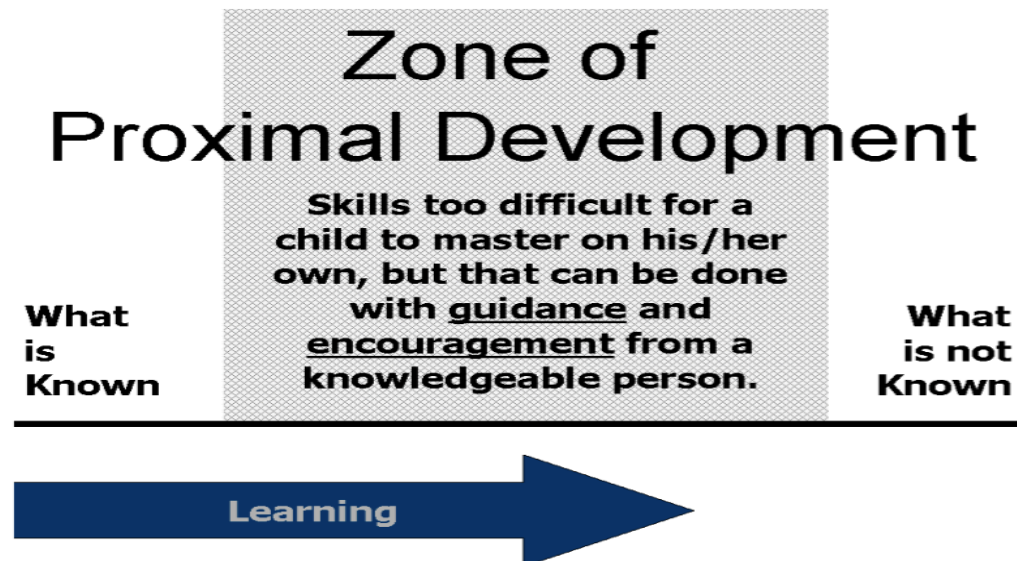 Zone of
Proximal Development
Skills too difficult for a
child to master on his/her
own, but that can be done
with guidance and
encouragement from a
knowledgeable person.
What
is
Known
What
is not
Known
Learning